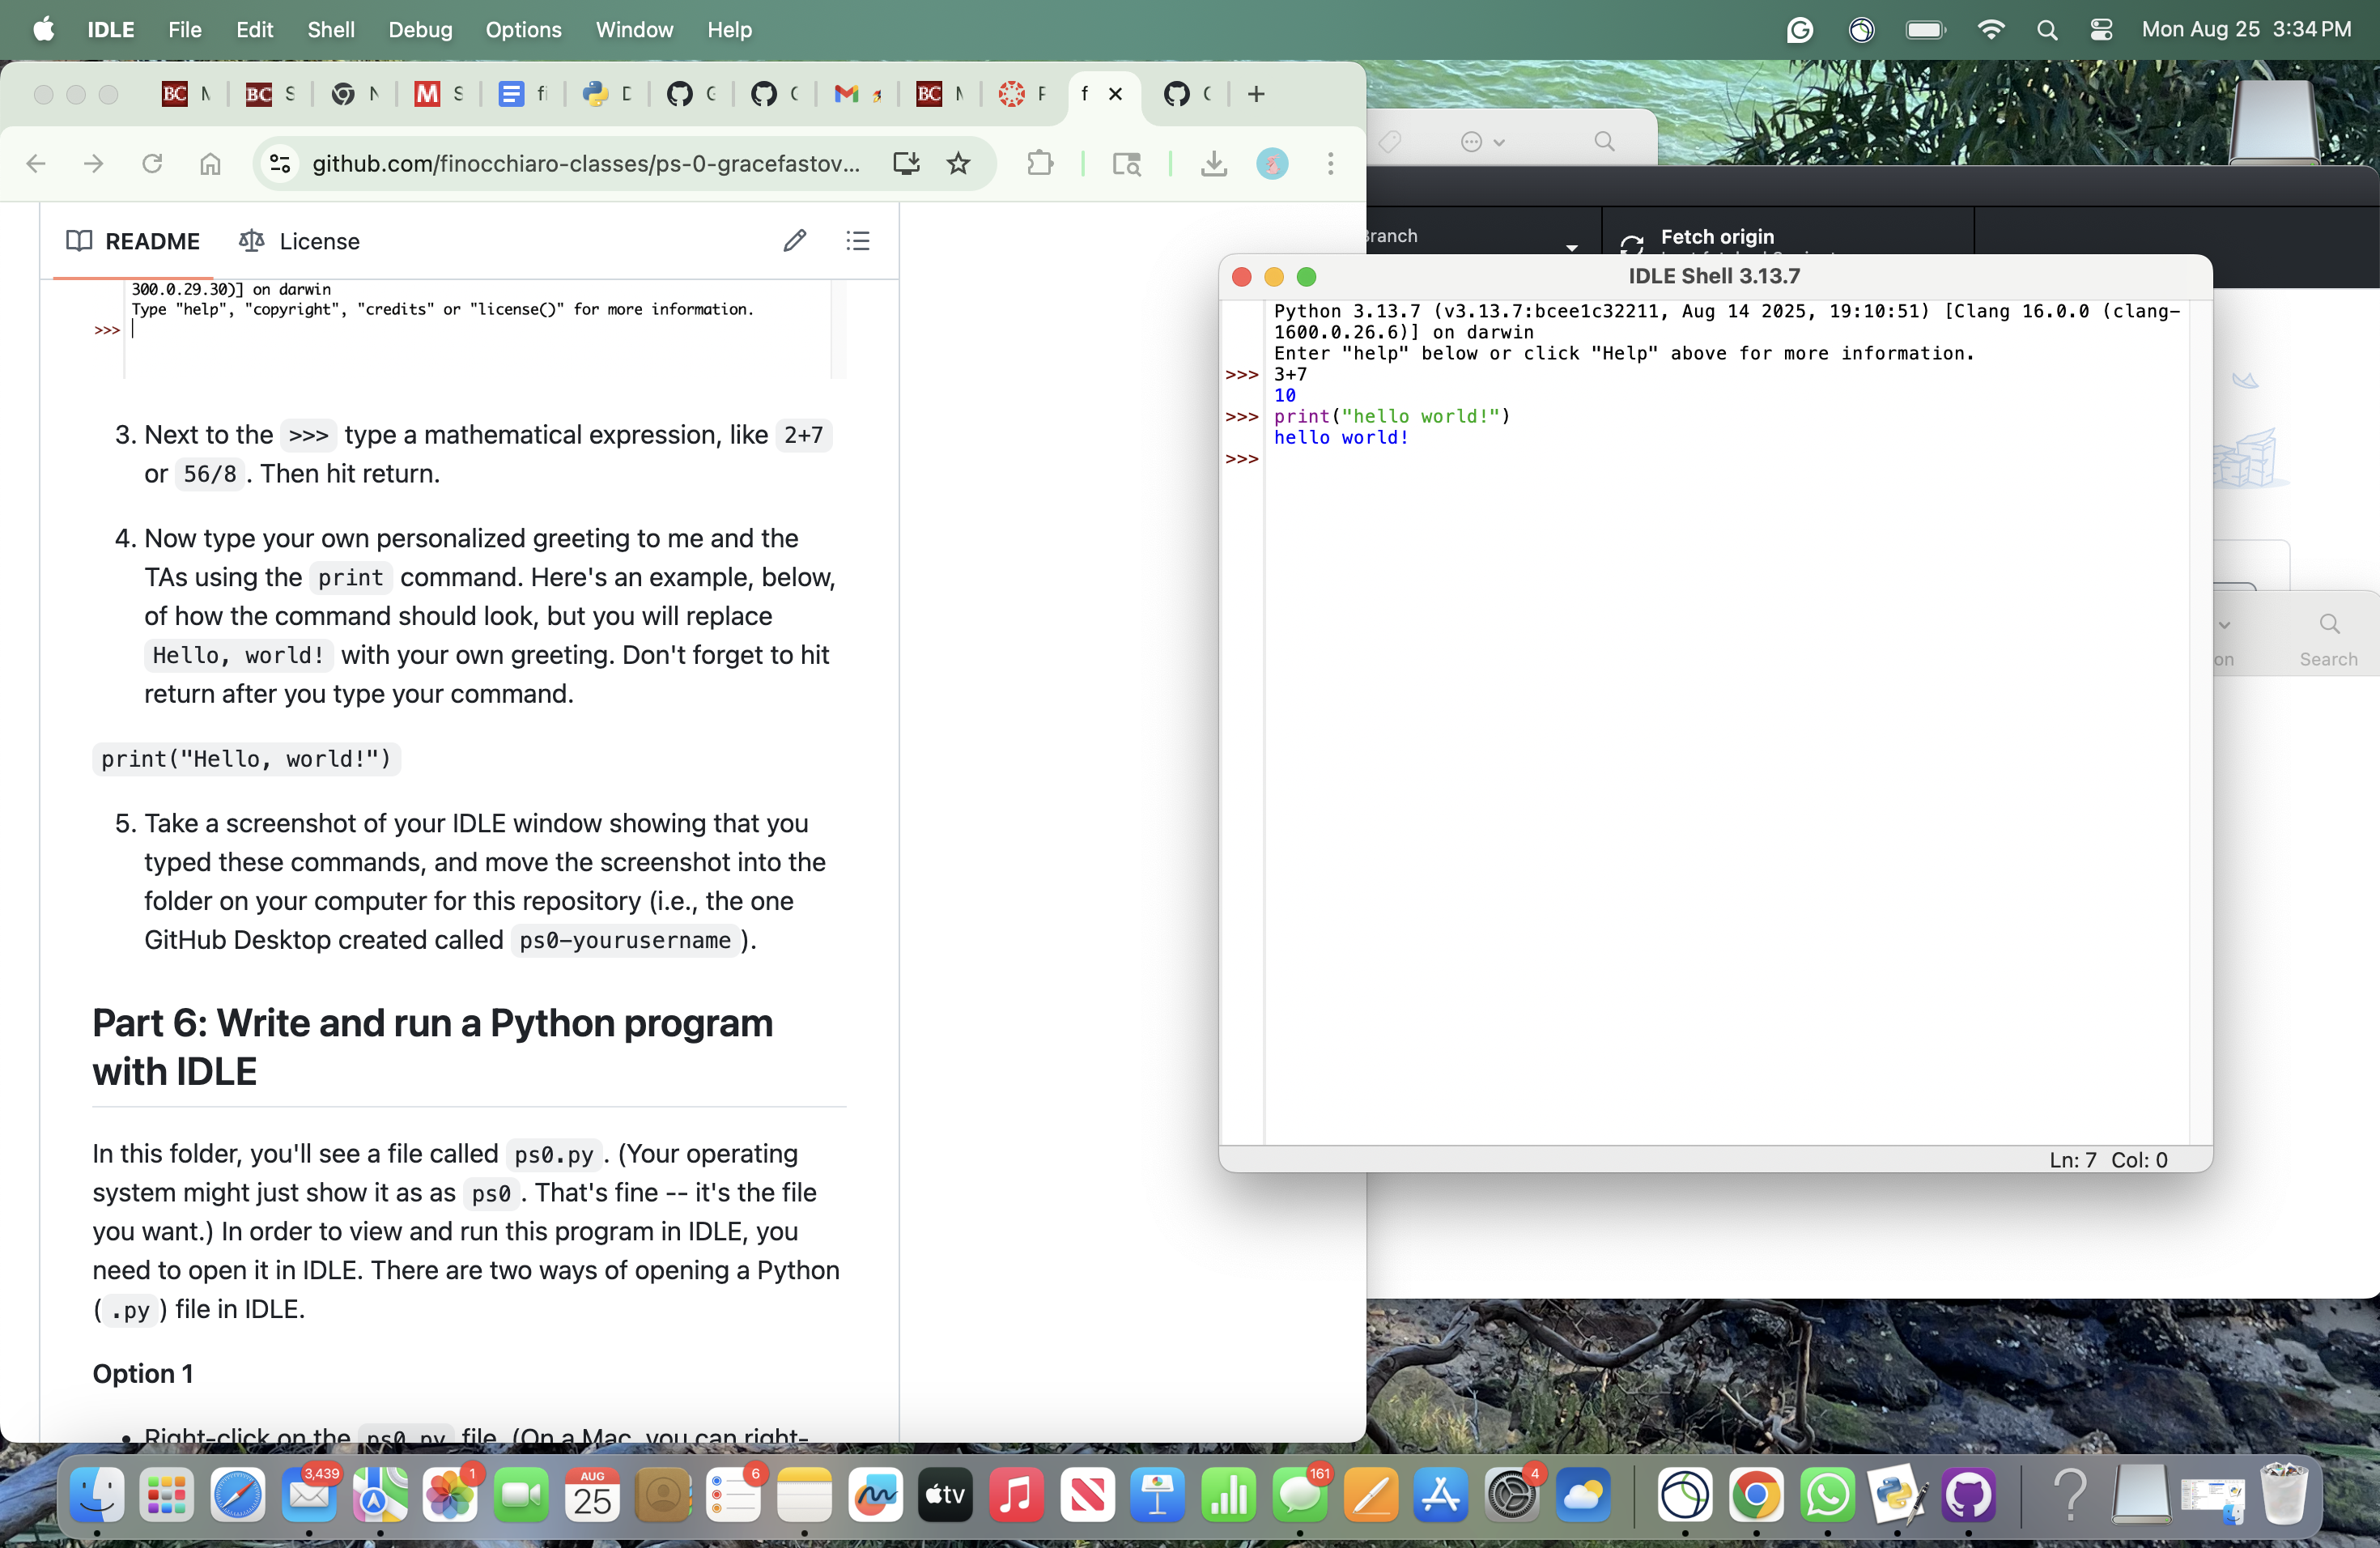 IDLE File Edit Shell Debug Options Window Help
Mon Aug 25 3:34 PM
github.com/finocchiaro-classes/ps-0-gracefastov...
README License
300.0.29.30)] on darwin
Type "help", "copyright", "credits" or "license()" for more information.
>>>
3. Next to the >>> type a mathematical expression, like 2+7
or 56/8 . Then hit return.
4. Now type your own personalized greeting to me and the
TAs using the print command. Here's an example, below,
of how the command should look, but you will replace
Hello, world! with your own greeting. Don't forget to hit
return after you type your command.
print("Hello, world!")
5. Take a screenshot of your IDLE window showing that you
typed these commands, and move the screenshot into the
folder on your computer for this repository (i.e., the one
GitHub Desktop created called ps0-yourusername ).
Part 6: Write and run a Python program
with IDLE
In this folder, you'll see a file called ps0.py . (Your operating
system might just show it as as ps0 . That's fine -- it's the file
you want.) In order to view and run this program in IDLE, you
need to open it in IDLE. There are two ways of opening a Python
( .py ) file in IDLE.
Option 1
• Right-click on the ps0.py file. (On a Mac, you can right-
Fetch origin
IDLE Shell 3.13.7
Python 3.13.7 (v3.13.7:bcee1c32211, Aug 14 2025, 19:10:51) [Clang 16.0.0 (clang-
1600.0.26.6)] on darwin
Enter "help" below or click "Help" above for more information.
>>> 3+7
10
>>> print("hello world!")
hello world!
>>>
Ln: 7 Col: 0
on Search
3,439
1
AUG
25
6
tv
161
4